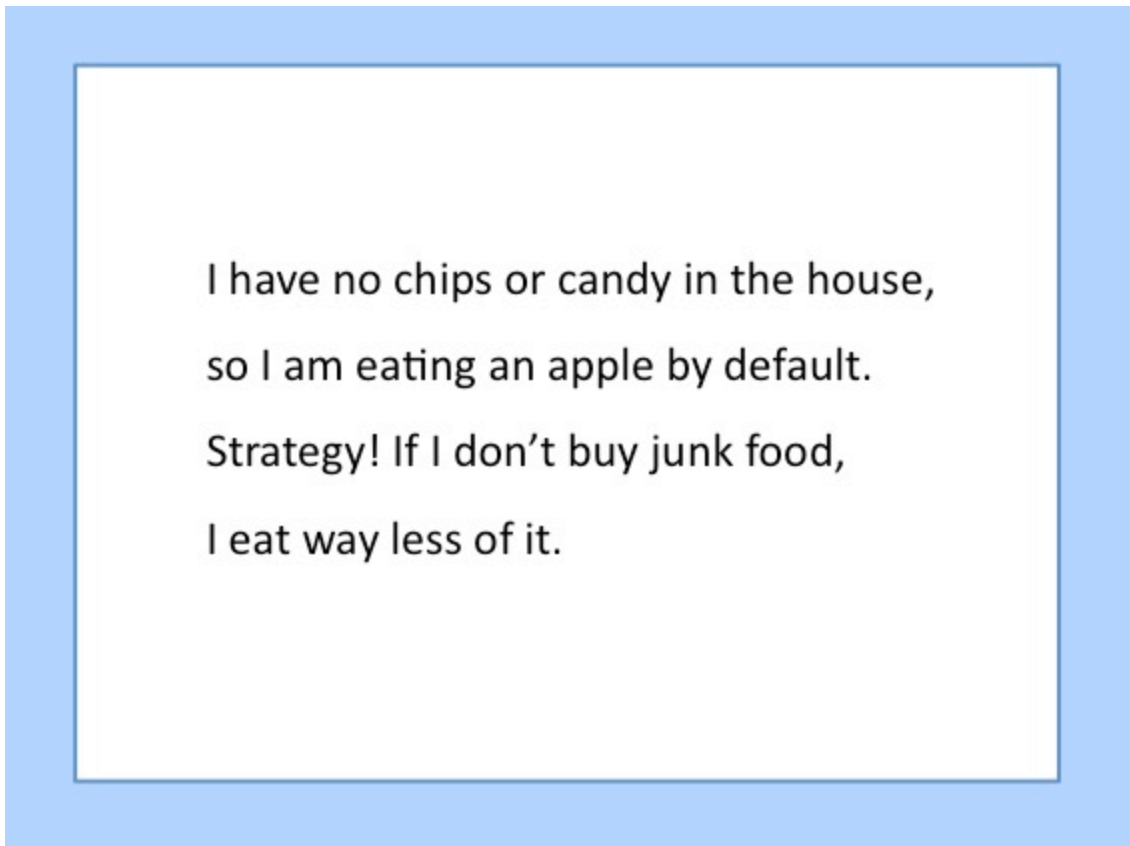 I have no chips or candy in the house,
so I am eating an apple by default.
Strategy! If I don’t buy junk food,
I eat way less of it.